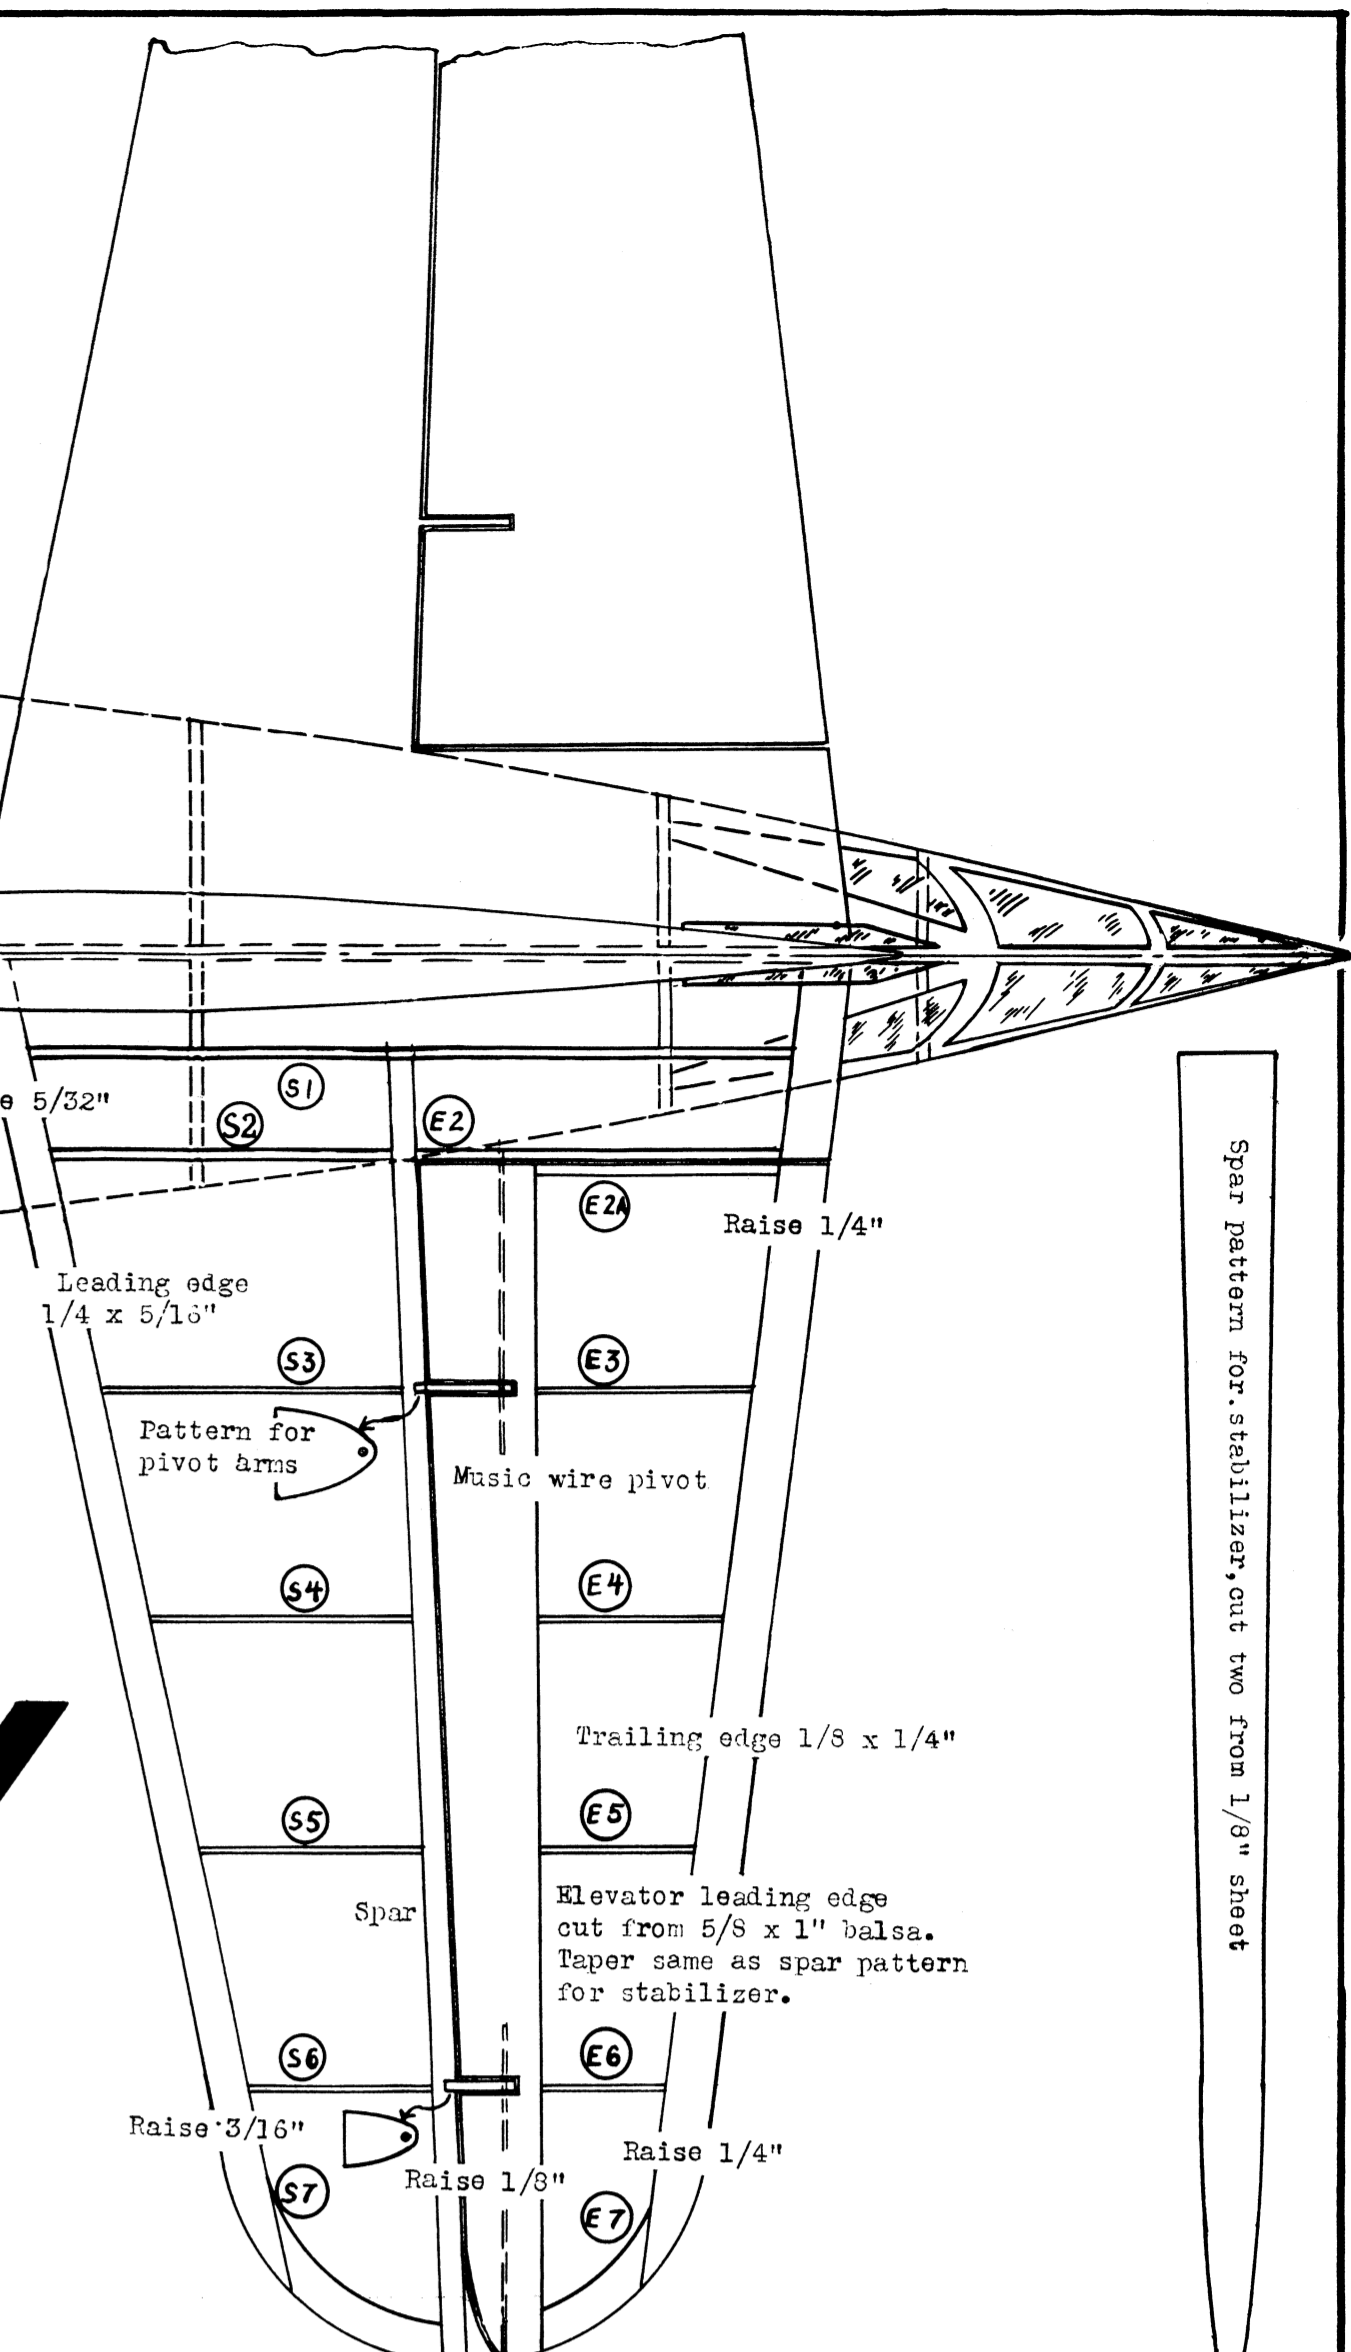 e 5/32"
S1
S2
E2
E2A
Raise 1/4"
Leading edge
1/4 x 5/16"
S3
E3
Pattern for
pivot arms
Music wire pivot
S4
E4
Trailing edge 1/8 x 1/4"
S5
E5
Spar
Elevator leading edge
cut from 5/8 x 1" balsa.
Taper same as spar pattern
for stabilizer.
S6
E6
Raise 3/16"
Raise 1/8"
Raise 1/4"
S7
E7
Spar pattern for.stabilizer,cut two from 1/8" sheet